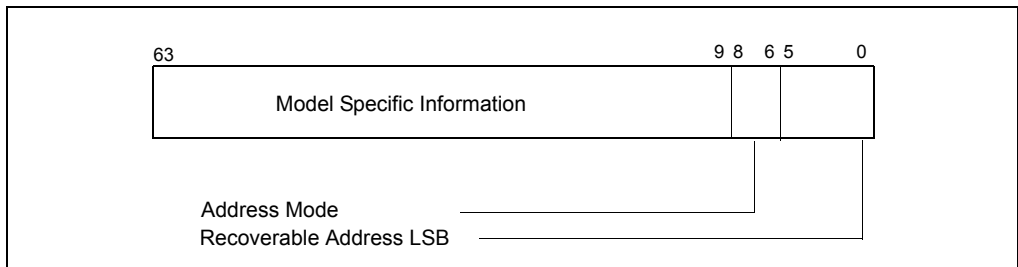 63 9 8 6 5 0
Model Specific Information
Address Mode
Recoverable Address LSB